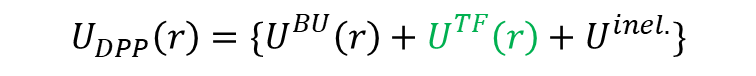 U_{DPP}(r) = {U^{BU}(r) + U^{TF}(r) + U^{inel.}}